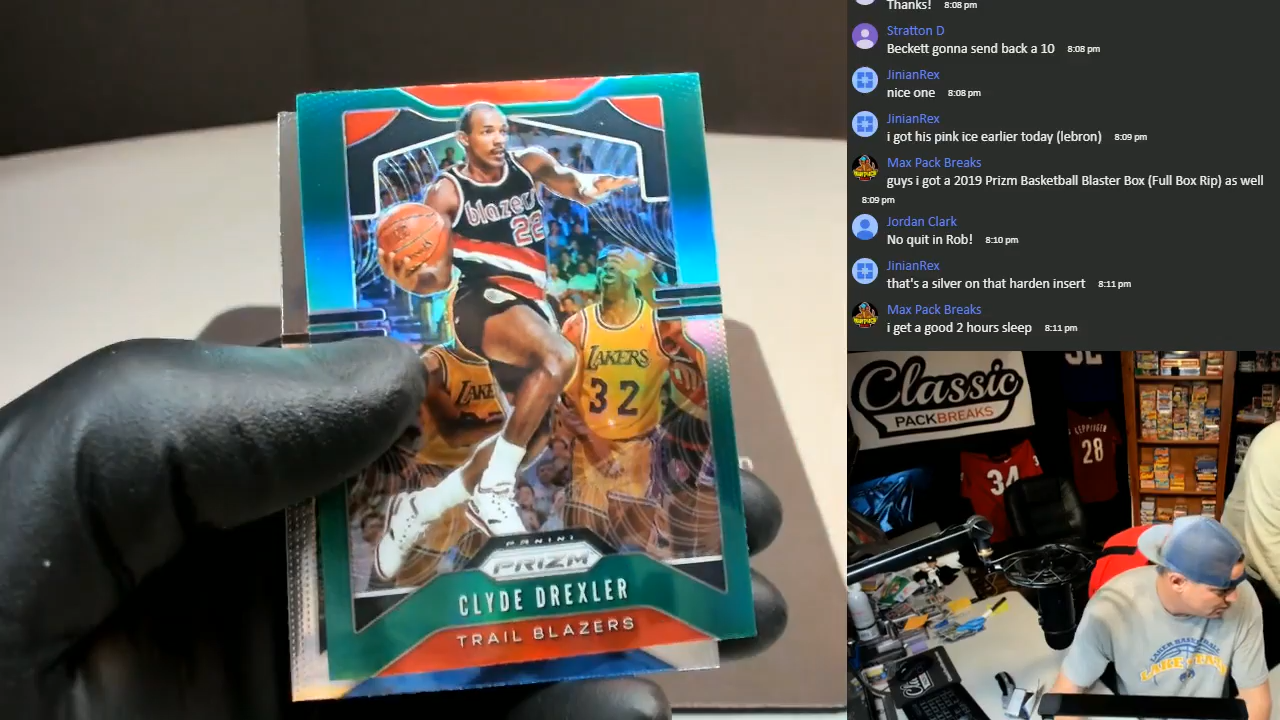 blazers
22
LAKE
LAKERS
32
PANINI
PRIZM
CLYDE DREXLER
TRAIL BLAZERS
Thanks! 8:08 pm
Stratton D
Beckett gonna send back a 10 8:08 pm
JinianRex
nice one 8:08 pm
JinianRex
i got his pink ice earlier today (lebron) 8:09 pm
Max Pack Breaks
guys i got a 2019 Prizm Basketball Blaster Box (Full Box Rip) as well
8:09 pm
Jordan Clark
No quit in Rob! 8:10 pm
JinianRex
that's a silver on that harden insert 8:11 pm
Max Pack Breaks
i get a good 2 hours sleep 8:11 pm
Classic
PACKBREAKS
34
28